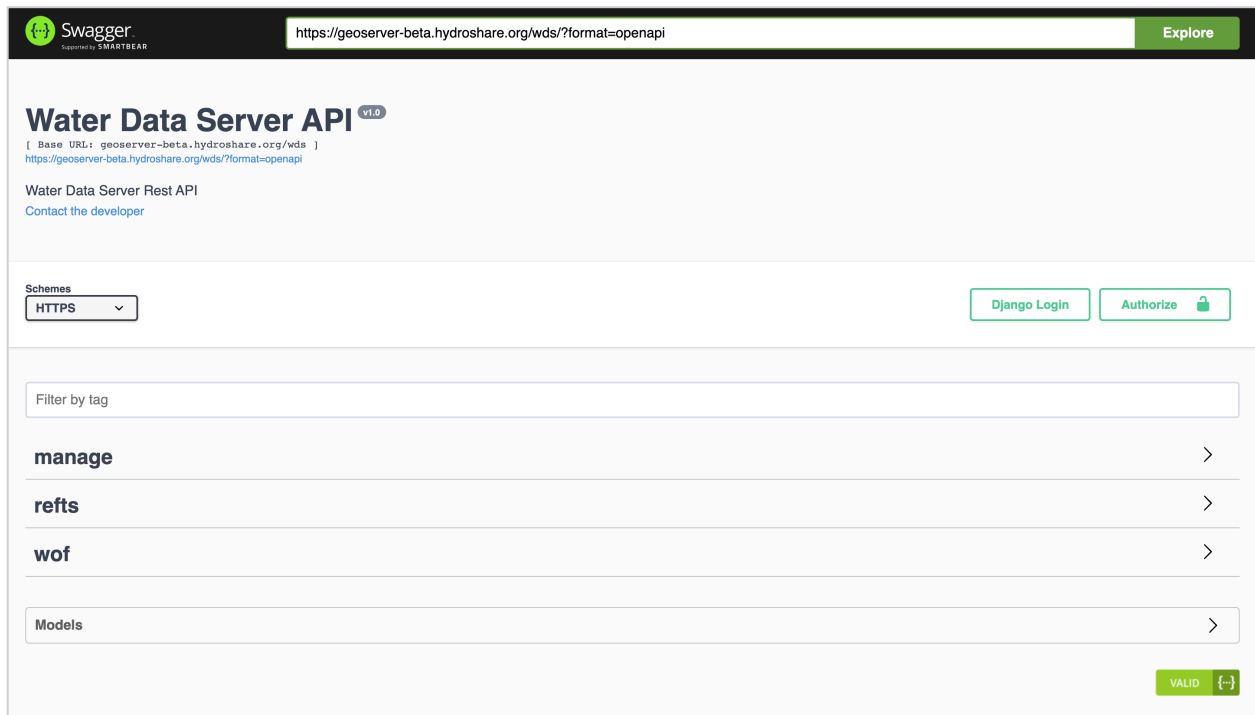 {···} Swagger.
Supported by SMARTBEAR
https://geoserver-beta.hydroshare.org/wds/?format=openapi
Explore
Water Data Server API v1.0
[ Base URL: geoserver-beta.hydroshare.org/wds ]
https://geoserver-beta.hydroshare.org/wds/?format=openapi
Water Data Server Rest API
Contact the developer
Schemes
HTTPS
Django Login
Authorize
Filter by tag
manage
refts
wof
Models
VALID {···}